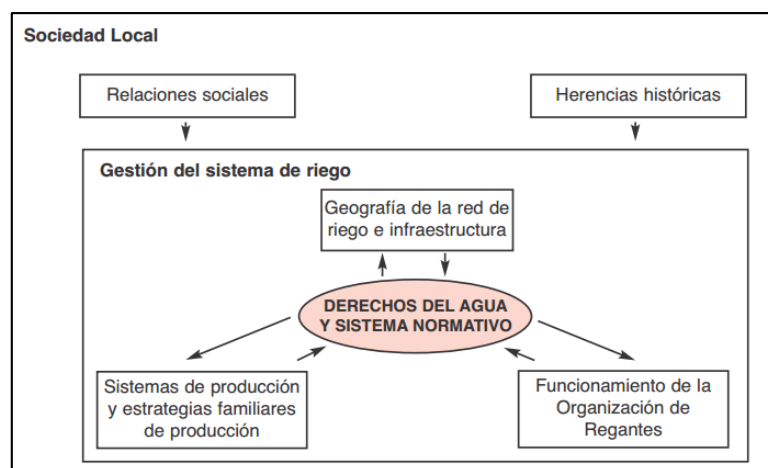 Sociedad Local
Relaciones sociales
Herencias históricas
Gestión del sistema de riego
Geografía de la red de
riego e infraestructura
DERECHOS DEL AGUA
Y SISTEMA NORMATIVO
Sistemas de producción
y estrategias familiares
de producción
Funcionamiento de la
Organización de
Regantes